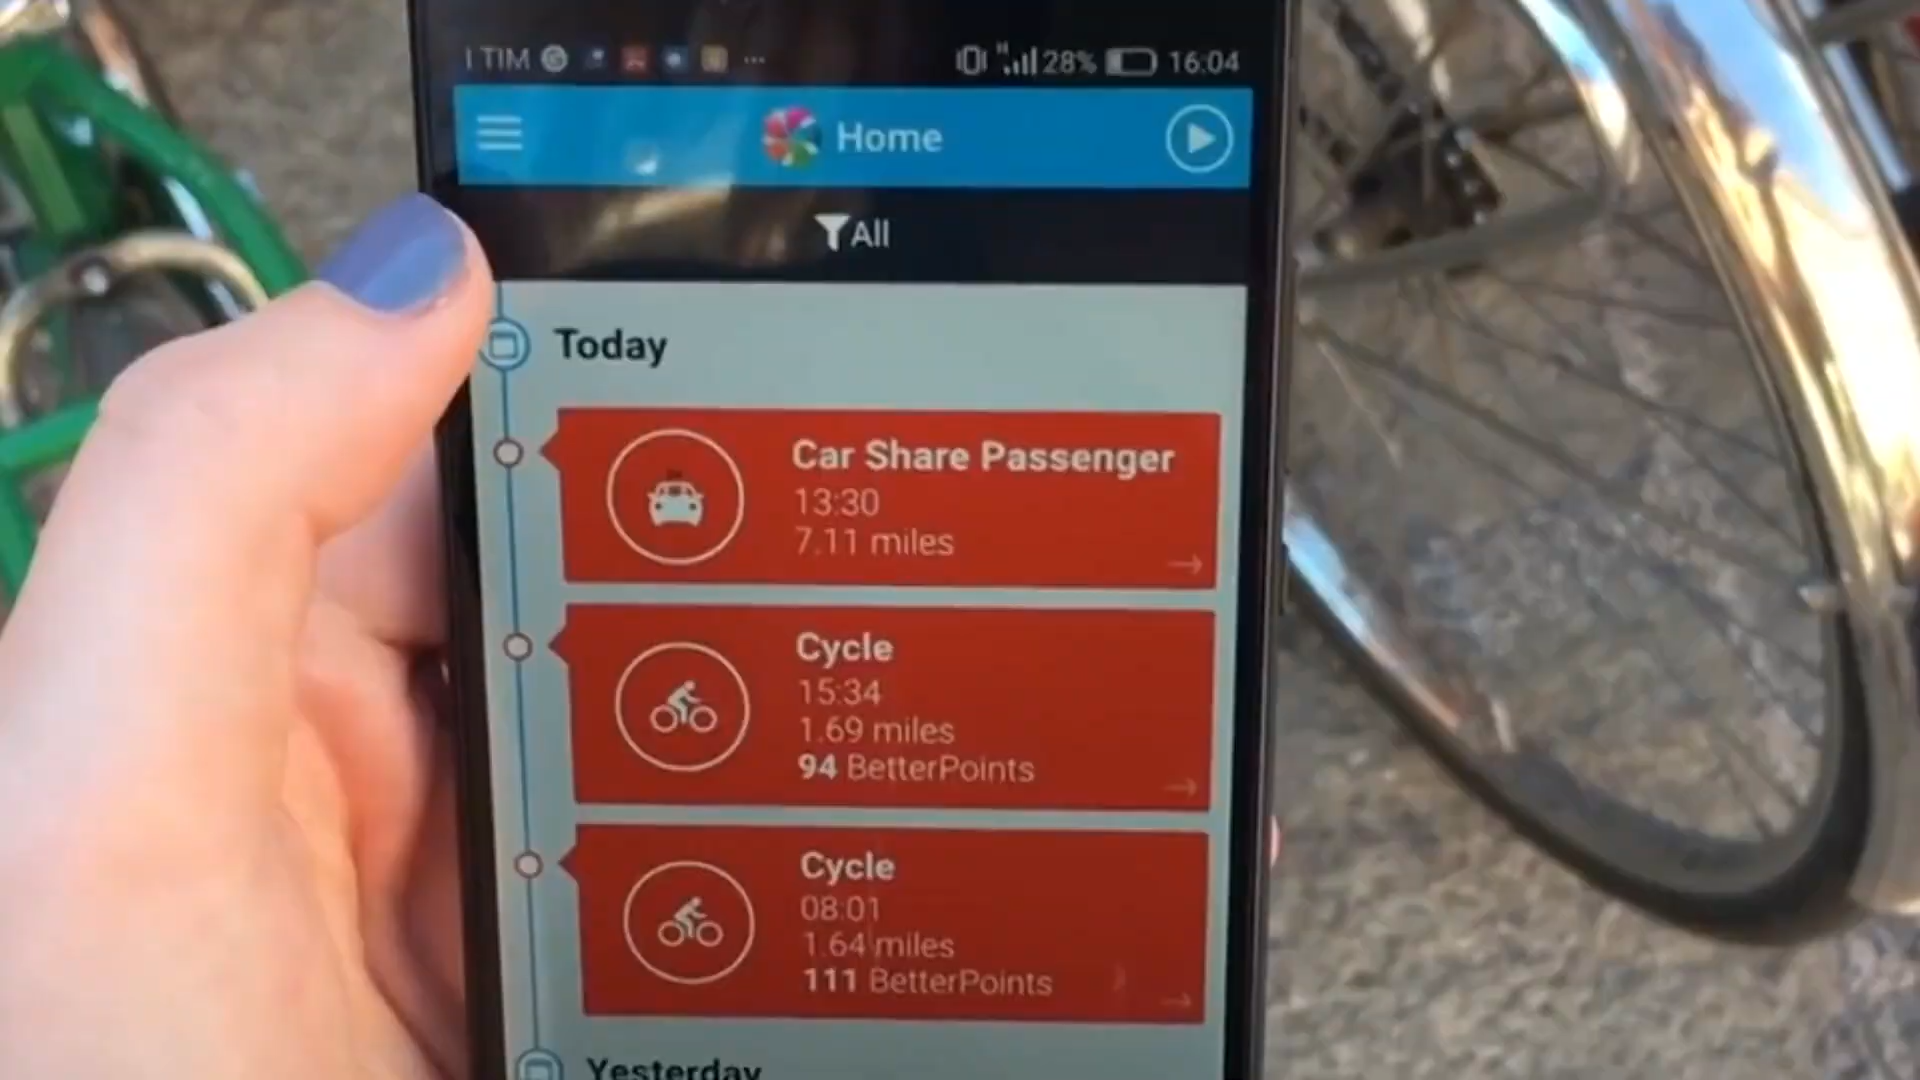 I TIM
28% 16:04
Home
All
Today
Car Share Passenger
13:30
7.11 miles
Cycle
15:34
1.69 miles
94 BetterPoints
Cycle
08:01
1.64 miles
111 BetterPoints
Yesterday